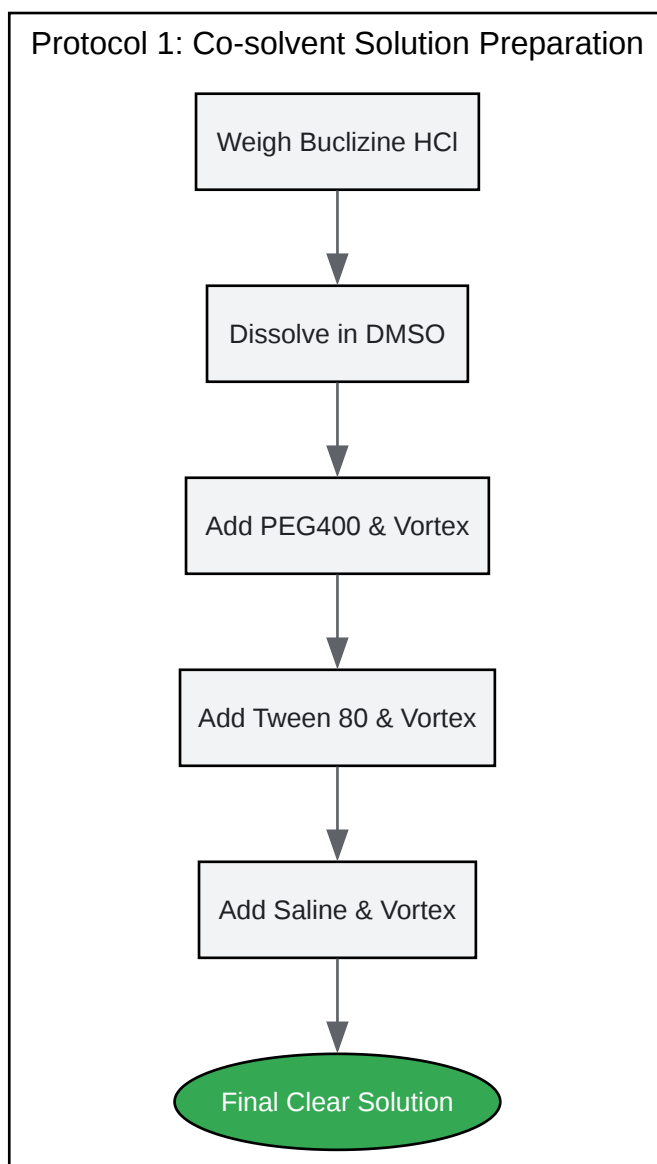 Protocol 1: Co-solvent Solution Preparation
Weigh Buclizine HCl
Dissolve in DMSO
Add PEG400 & Vortex
Add Tween 80 & Vortex
Add Saline & Vortex
Final Clear Solution